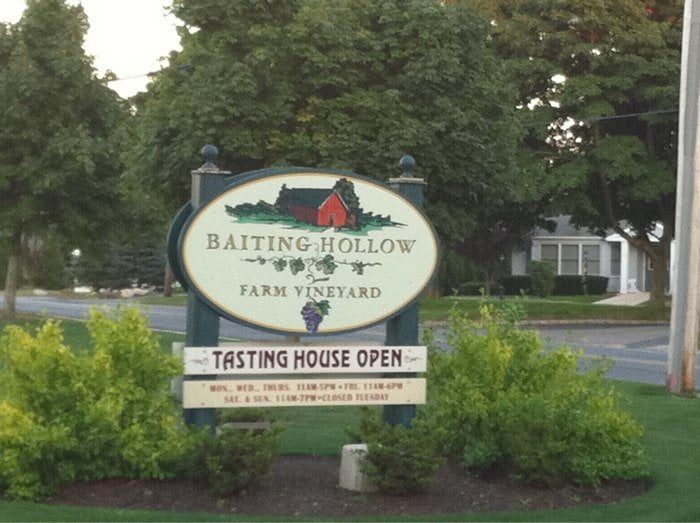 BAITING HOLLOW
FARM VINEYARD
TASTING HOUSE OPEN
MON., WED., THURS. 11AM-5PM • FRI. 11AM-6PM
SAT. & SUN. 11AM-7PM • CLOSED TUESDAY